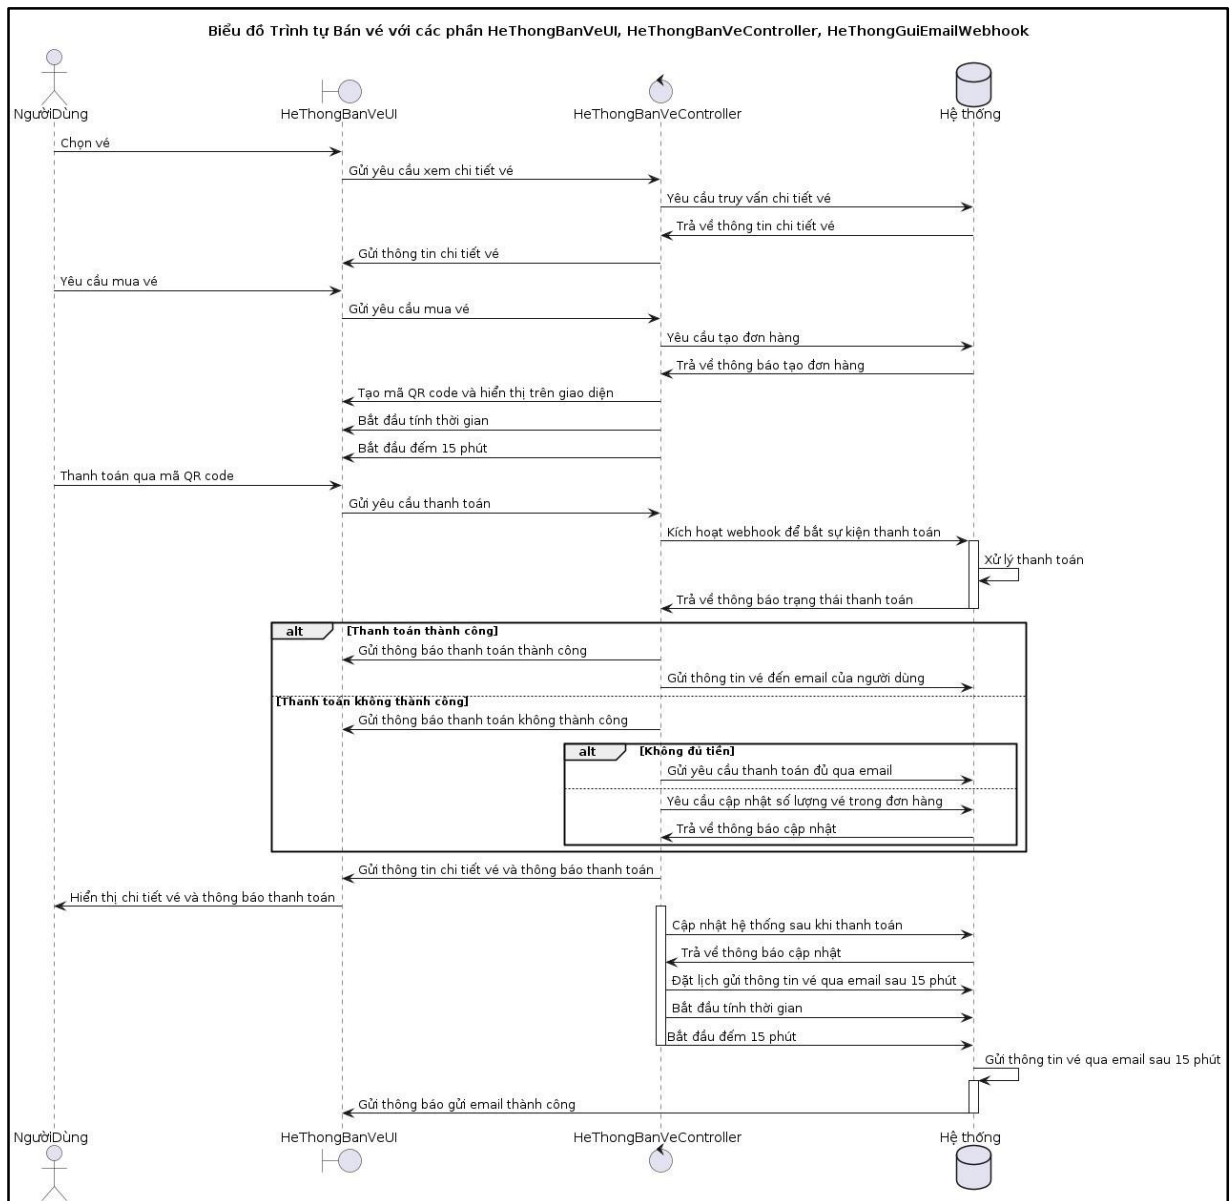 Biểu đồ Trình tự Bán vé với các phần HeThongBanVeUI, HeThongBanVeController, HeThongGuiEmailWebhook
NgườiDùng
HeThongBanVeUI
HeThongBanVeController
Hệ thống
Chọn vé
Gửi yêu cầu xem chi tiết vé
Yêu cầu truy vấn chi tiết vé
Trả về thông tin chi tiết vé
Gửi thông tin chi tiết vé
Yêu cầu mua vé
Gửi yêu cầu mua vé
Yêu cầu tạo đơn hàng
Trả về thông báo tạo đơn hàng
Tạo mã QR code và hiển thị trên giao diện
Bắt đầu tính thời gian
Bắt đầu đếm 15 phút
Thanh toán qua mã QR code
Gửi yêu cầu thanh toán
Kích hoạt webhook để bắt sự kiện thanh toán
Xử lý thanh toán
Trả về thông báo trạng thái thanh toán
alt [Thanh toán thành công]
Gửi thông báo thanh toán thành công
Gửi thông tin vé đến email của người dùng
[Thanh toán không thành công]
Gửi thông báo thanh toán không thành công
alt [Không đủ tiền]
Gửi yêu cầu thanh toán đủ qua email
Yêu cầu cập nhật số lượng vé trong đơn hàng
Trả về thông báo cập nhật
Gửi thông tin chi tiết vé và thông báo thanh toán
Hiển thị chi tiết vé và thông báo thanh toán
Cập nhật hệ thống sau khi thanh toán
Trả về thông báo cập nhật
Đặt lịch gửi thông tin vé qua email sau 15 phút
Bắt đầu tính thời gian
Bắt đầu đếm 15 phút
Gửi thông tin vé qua email sau 15 phút
Gửi thông báo gửi email thành công
NgườiDùng
HeThongBanVeUI
HeThongBanVeController
Hệ thống